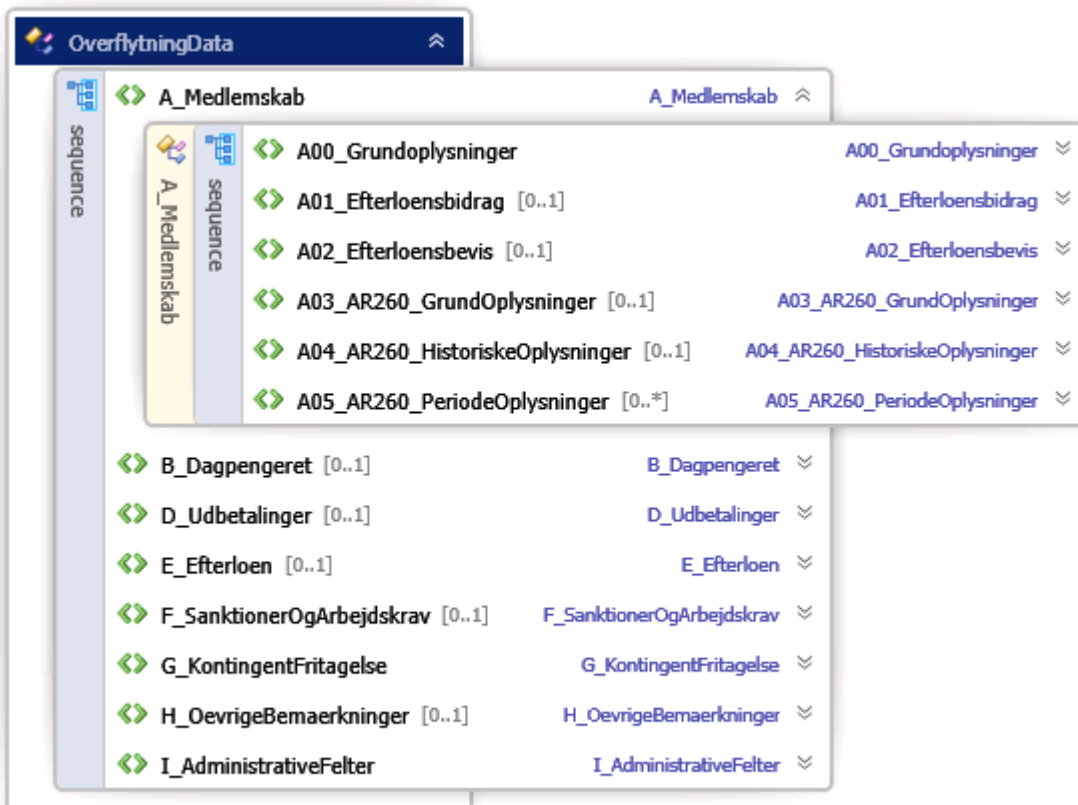 OverflytningData
sequence
A_Medlemskab A_Medlemskab
A_Medlemskab
sequence
A00_Grundoplysninger A00_Grundoplysninger
A01_Efterloensbidrag [0..1] A01_Efterloensbidrag
A02_Efterloensbevis [0..1] A02_Efterloensbevis
A03_AR260_GrundOplysninger [0..1] A03_AR260_GrundOplysninger
A04_AR260_HistoriskeOplysninger [0..1] A04_AR260_HistoriskeOplysninger
A05_AR260_PeriodeOplysninger [0..*] A05_AR260_PeriodeOplysninger
B_Dagpengeret [0..1] B_Dagpengeret
D_Udbetalinger [0..1] D_Udbetalinger
E_Efterloen [0..1] E_Efterloen
F_SanktionerOgArbejdskrav [0..1] F_SanktionerOgArbejdskrav
G_KontingentFritagelse G_KontingentFritagelse
H_OevrigeBemaerkninger [0..1] H_OevrigeBemaerkninger
I_AdministrativeFelter I_AdministrativeFelter